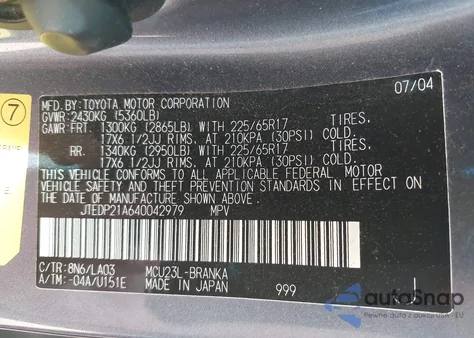 07/04
MFD.BY:TOYOTA MOTOR CORPORATION
GVWR:2430KG (5360LB)
GAWR:FRT. 1300KG (2865LB) WITH 225/65R17 TIRES.
17X6 1/2JJ RIMS. AT 210KPA (30PSI) COLD.
RR. 1340KG (2950LB) WITH 225/65R17 TIRES.
17X6 1/2JJ RIMS. AT 210KPA (30PSI) COLD.
THIS VEHICLE CONFORMS TO ALL APPLICABLE FEDERAL MOTOR
VEHICLE SAFETY STANDARDS IN EFFECT ON THE DATE OF
MANUFACTURE SHOWN ABOVE.
JTEDP21A640042979 MPV
C/TR: 8N6/LA03 MCU23L-BRANKA
A/TM: -04A/U151E MADE IN JAPAN 999
7
autoSnap
Pewne auta z USA i EU